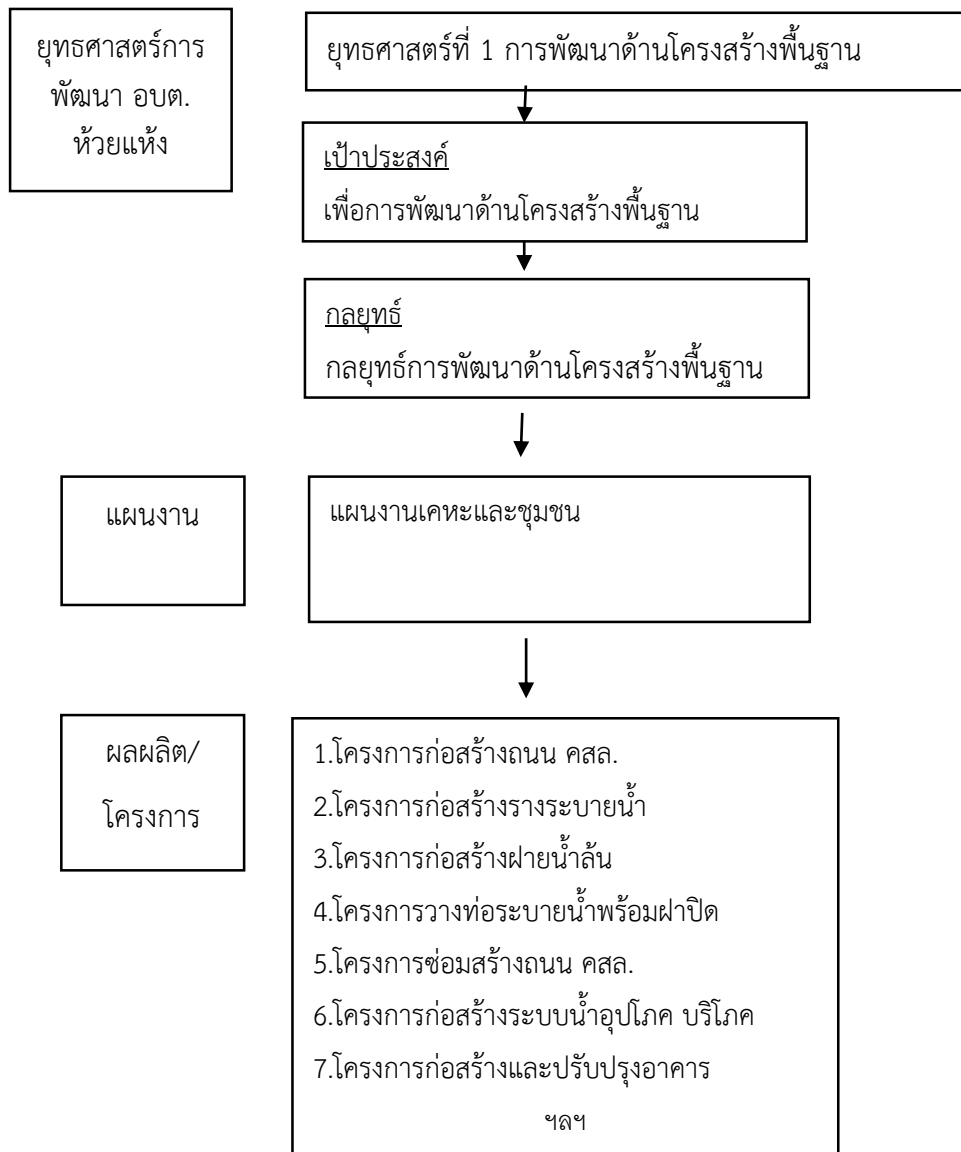 ยุทธศาสตร์การ
พัฒนา อบต.
ห้วยแห้ง
ยุทธศาสตร์ที่ 1 การพัฒนาด้านโครงสร้างพื้นฐาน
เป้าประสงค์
เพื่อการพัฒนาด้านโครงสร้างพื้นฐาน
กลยุทธ์
กลยุทธ์การพัฒนาด้านโครงสร้างพื้นฐาน
แผนงาน
แผนงานเคหะและชุมชน
ผลผลิต/
โครงการ
1.โครงการก่อสร้างถนน คสล.
2.โครงการก่อสร้างรางระบายน้ำ
3.โครงการก่อสร้างฝายน้ำล้น
4.โครงการวางท่อระบายน้ำพร้อมฝาปิด
5.โครงการซ่อมสร้างถนน คสล.
6.โครงการก่อสร้างระบบน้ำอุปโภค บริโภค
7.โครงการก่อสร้างและปรับปรุงอาคาร
ฯลฯ